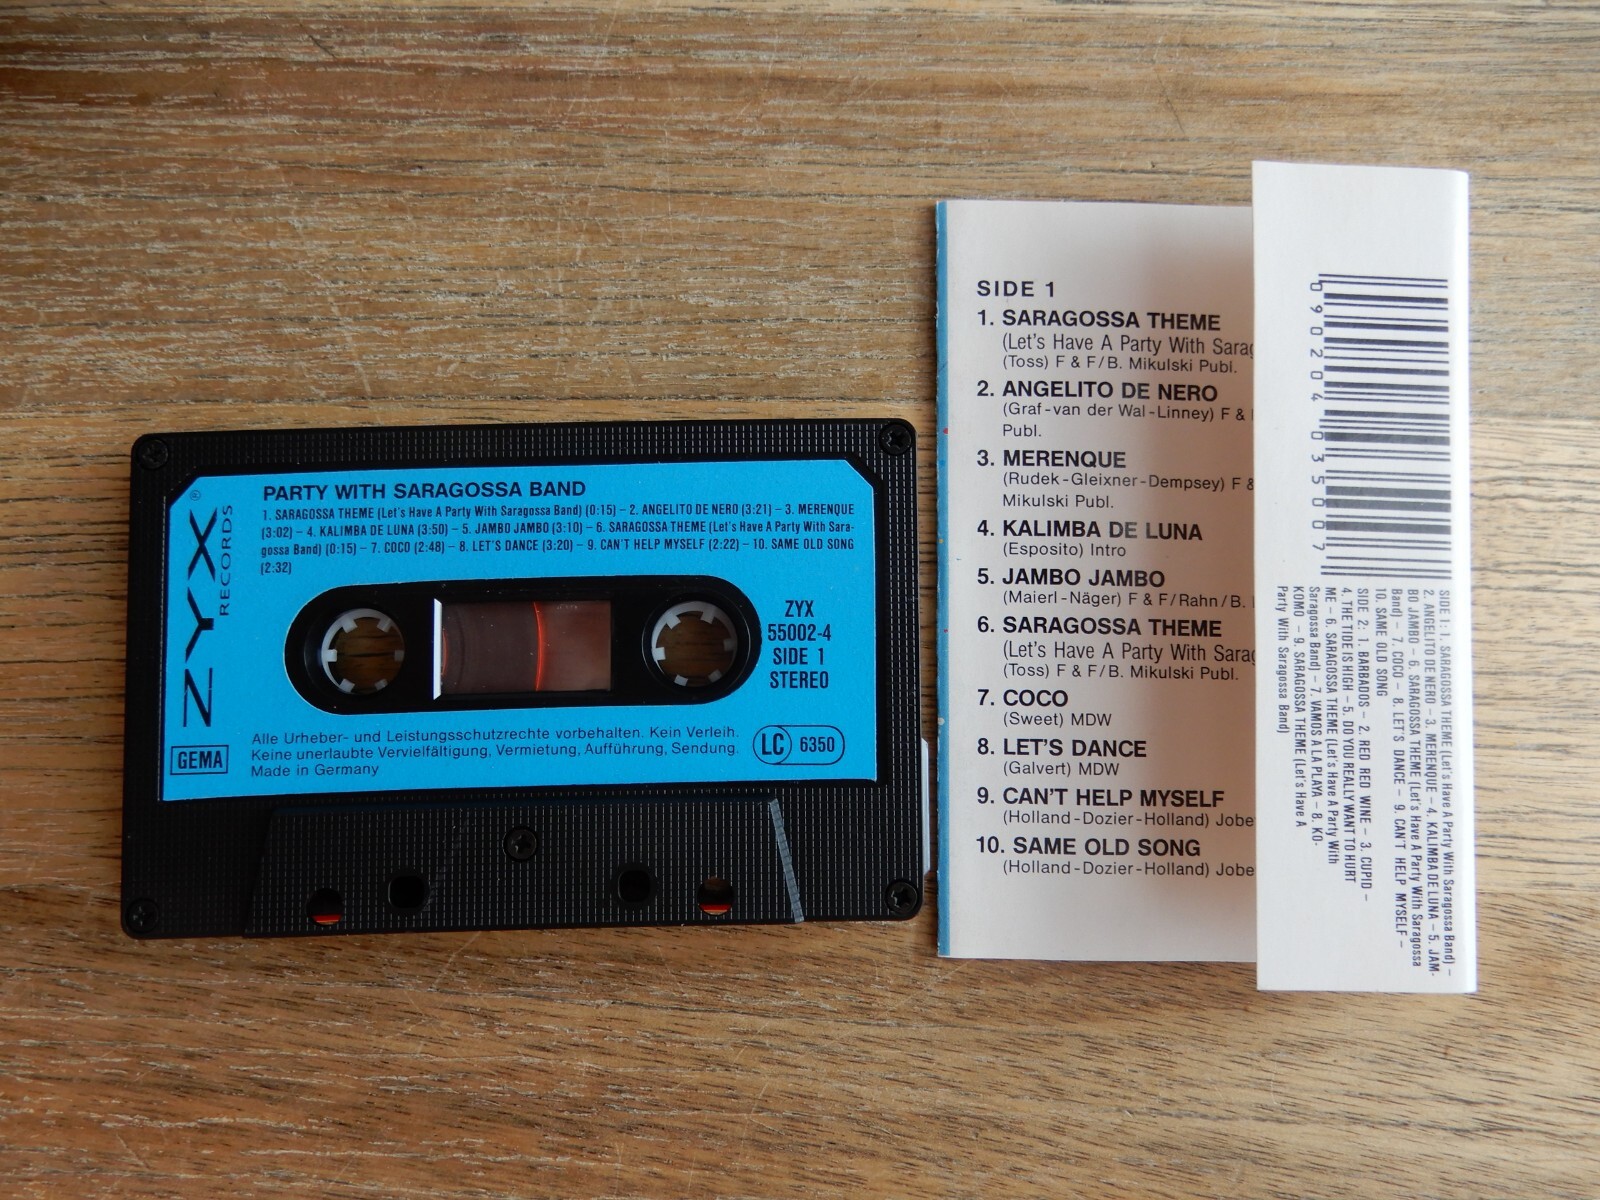 PARTY WITH SARAGOSSA BAND
1. SARAGOSSA THEME (Let's Have A Party With Saragossa Band) (0:15) – 2. ANGELITO DE NERO (3:21) – 3. MERENQUE
(3:02) – 4. KALIMBA DE LUNA (3:50) – 5. JAMBO JAMBO (3:10) – 6. SARAGOSSA THEME (Let's Have A Party With Sara-
gossa Band) (0:15) – 7. COCO (2:48) – 8. LET'S DANCE (3:20) – 9. CAN'T HELP MYSELF (2:22) – 10. SAME OLD SONG
(2:32)
ZYX®
RECORDS
GEMA
ZYX
55002-4
SIDE 1
STEREO
Alle Urheber- und Leistungsschutzrechte vorbehalten. Kein Verleih.
Keine unerlaubte Vervielfältigung, Vermietung, Aufführung, Sendung.
Made in Germany
LC 6350
SIDE 1
1. SARAGOSSA THEME
(Let's Have A Party With
(Toss) F & F/B. Mikulski Publ.
2. ANGELITO DE NERO
(Graf-van der Wal-Linney) F &
Publ.
3. MERENQUE
(Rudek-Gleixner-Dempsey) F &
Mikulski Publ.
4. KALIMBA DE LUNA
(Esposito) Intro
5. JAMBO JAMBO
(Maierl-Näger) F & F/Rahn/B.
6. SARAGOSSA THEME
(Let's Have A Party With
(Toss) F & F/B. Mikulski Publ.
7. COCO
(Sweet) MDW
8. LET'S DANCE
(Galvert) MDW
9. CAN'T HELP MYSELF
(Holland-Dozier-Holland) Jobe
10. SAME OLD SONG
(Holland-Dozier-Holland) Jobe
090204035007
SIDE 1: 1. SARAGOSSA THEME (Let's Have A Party With Saragossa Band) –
2. ANGELITO DE NERO – 3. MERENQUE – 4. KALIMBA DE LUNA – 5. JAM-
BO JAMBO – 6. SARAGOSSA THEME (Let's Have A Party With Saragossa
Band) – 7. COCO – 8. LET'S DANCE – 9. CAN'T HELP MYSELF –
10. SAME OLD SONG
SIDE 2: 1. BARBADOS – 2. RED RED WINE – 3. CUPID –
4. THE TIDE IS HIGH – 5. DO YOU REALLY WANT TO HURT
ME – 6. SARAGOSSA THEME (Let's Have A Party With
Saragossa Band) – 7. VAMOS A LA PLAYA – 8. KO-
KOMO – 9. SARAGOSSA THEME (Let's Have A
Party With Saragossa Band)